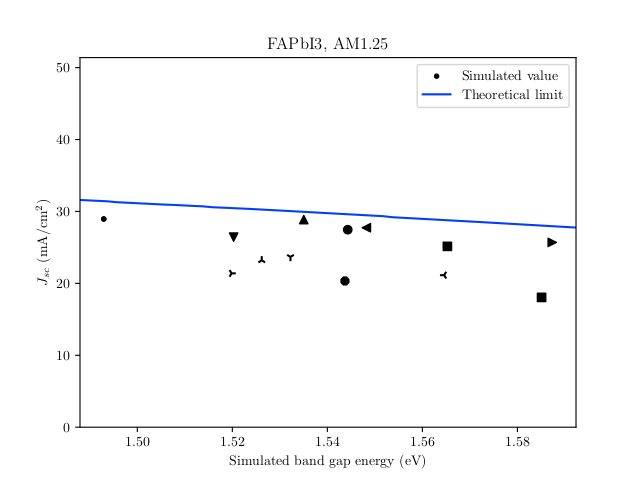 FAPbI3, AM1.25
Simulated value
Theoretical limit
50
40
30
20
10
0
J_sc (mA/cm²)
1.50 1.52 1.54 1.56 1.58
Simulated band gap energy (eV)